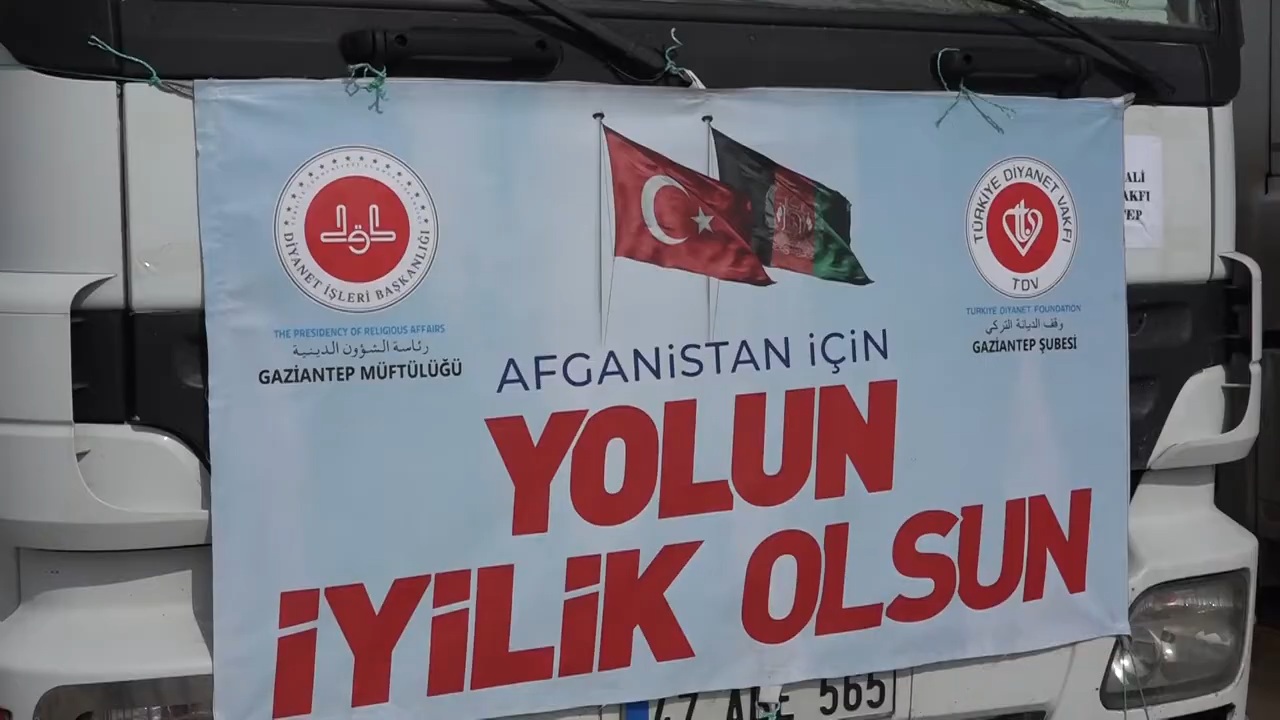 DİYANET İŞLERİ BAŞKANLIĞI
THE PRESIDENCY OF RELIGIOUS AFFAIRS
رئاسة الشؤون الدينية
GAZİANTEP MÜFTÜLÜĞÜ
TÜRKİYE DİYANET VAKFI
TDV
TÜRKİYE DİYANET FOUNDATION
وقف الديانة التركي
GAZİANTEP ŞUBESİ
AFGANiSTAN iÇiN
YOLUN
iYiLiK OLSUN
565